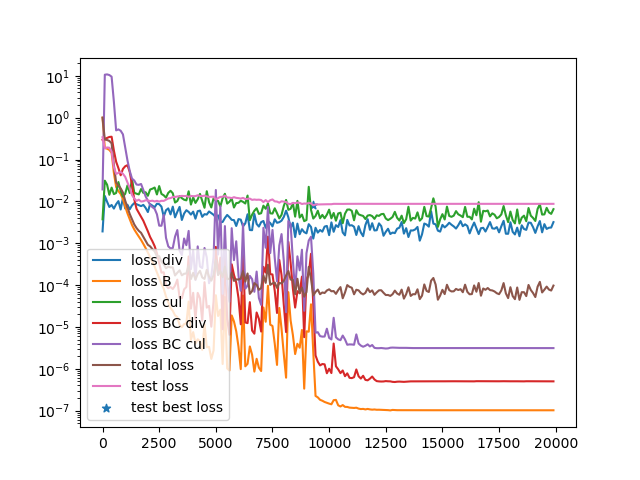 10¹
10⁰
10⁻¹
10⁻²
10⁻³
10⁻⁴
10⁻⁵
10⁻⁶
10⁻⁷
loss div
loss B
loss cul
loss BC div
loss BC cul
total loss
test loss
test best loss
0 2500 5000 7500 10000 12500 15000 17500 20000